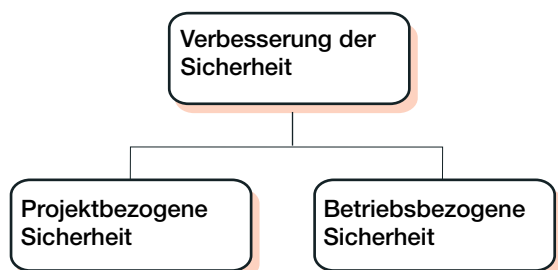 Verbesserung der
Sicherheit
Projektbezogene
Sicherheit
Betriebsbezogene
Sicherheit